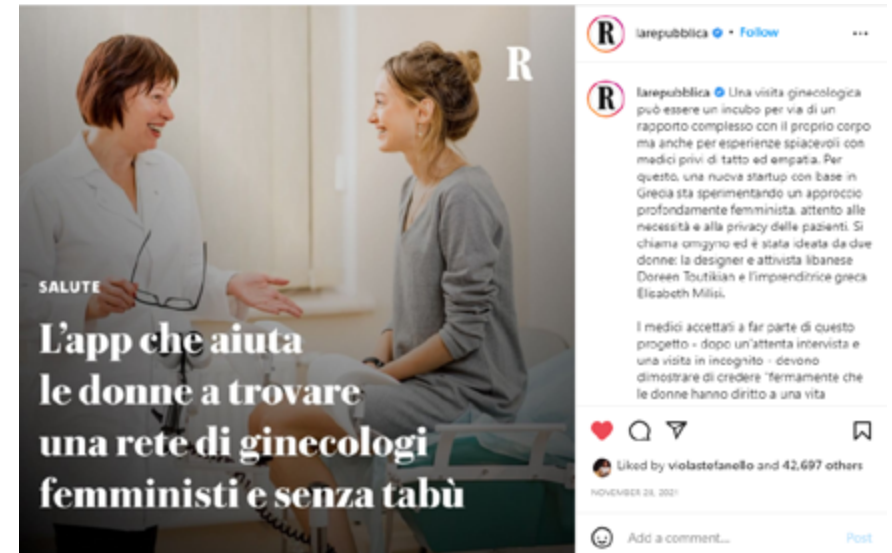 R
SALUTE
L'app che aiuta
le donne a trovare
una rete di ginecologi
femministi e senza tabù
R
larepubblica • Follow
R
larepubblica Una visita ginecologica
può essere un incubo per via di un
rapporto complesso con il proprio corpo
ma anche per esperienze spiacevoli con
medici privi di tatto ed empatia. Per
questo, una nuova startup con base in
Grecia sta sperimentando un approccio
profondamente femminista, attento alle
necessità e alla privacy delle pazienti. Si
chiama omgyno ed è stata ideata da due
donne: la designer e attivista libanese
Doreen Toutikian e l'imprenditrice greca
Elisabeth Milisi.
I medici accettati a far parte di questo
progetto - dopo un'attenta intervista e
una visita in incognito - devono
dimostrare di credere "fermamente che
le donne hanno diritto a una vita
Liked by violastefanello and 42,697 others
NOVEMBER 28, 2021
Add a comment... Post